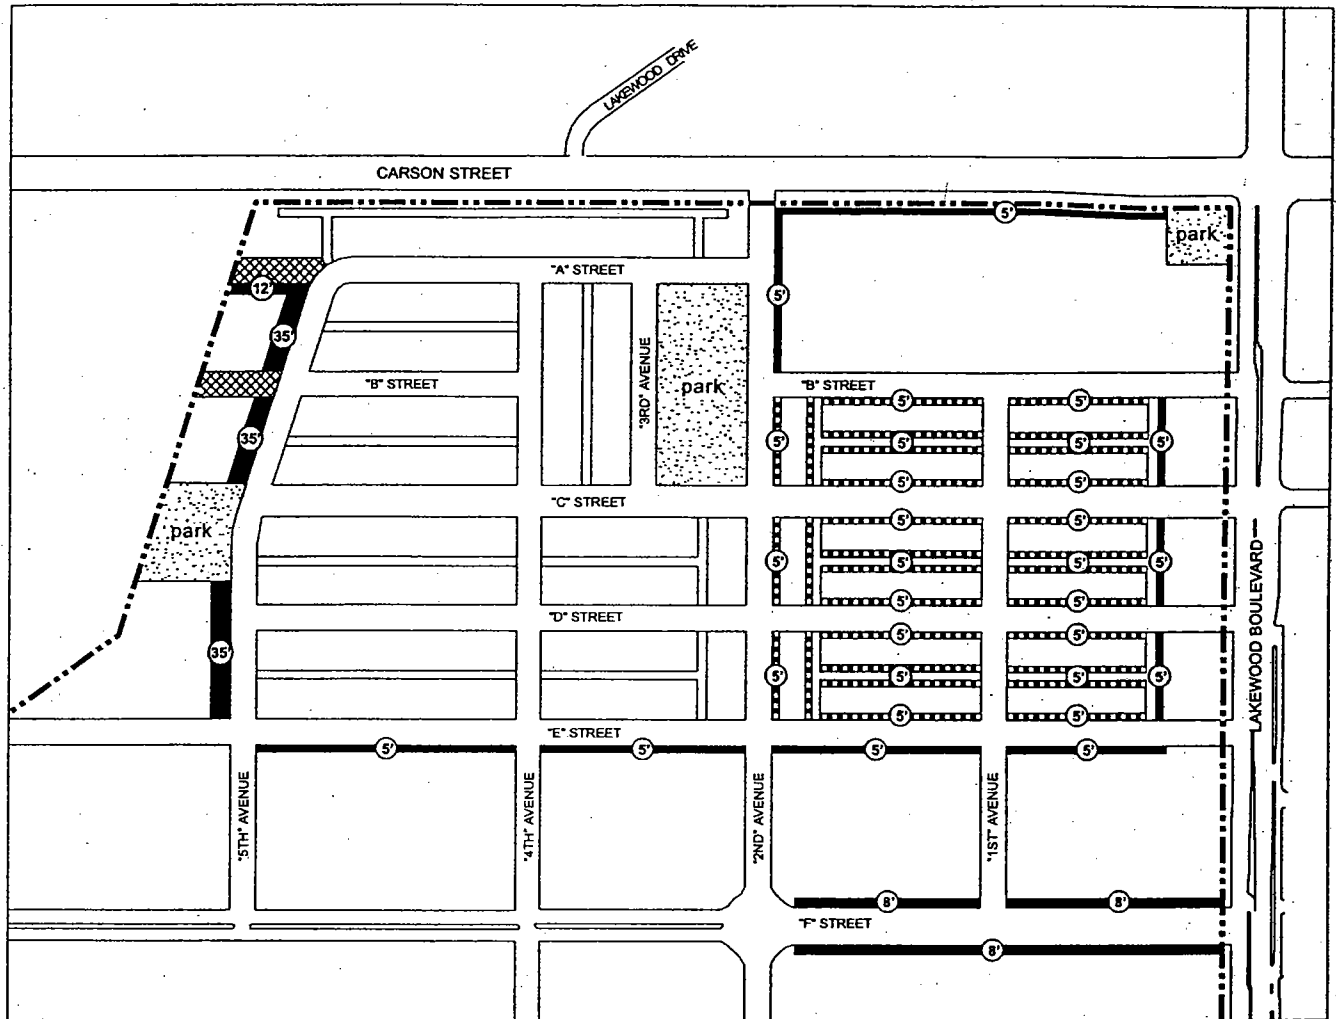 LAKEWOOD DRIVE
CARSON STREET
5'
park
"A" STREET
12'
5'
35'
"3RD" AVENUE
park
"B" STREET
"B" STREET
5'
5'
35'
5'
5'
5'
5'
5'
5'
"C" STREET
5'
5'
park
5'
5'
5'
5'
5'
5'
LAKEWOOD BOULEVARD
"D" STREET
5'
5'
35'
5'
5'
5'
5'
5'
5'
"E" STREET
5'
5'
5'
5'
"5TH" AVENUE
"4TH" AVENUE
"2ND" AVENUE
"1ST" AVENUE
8'
8'
"F" STREET
8'